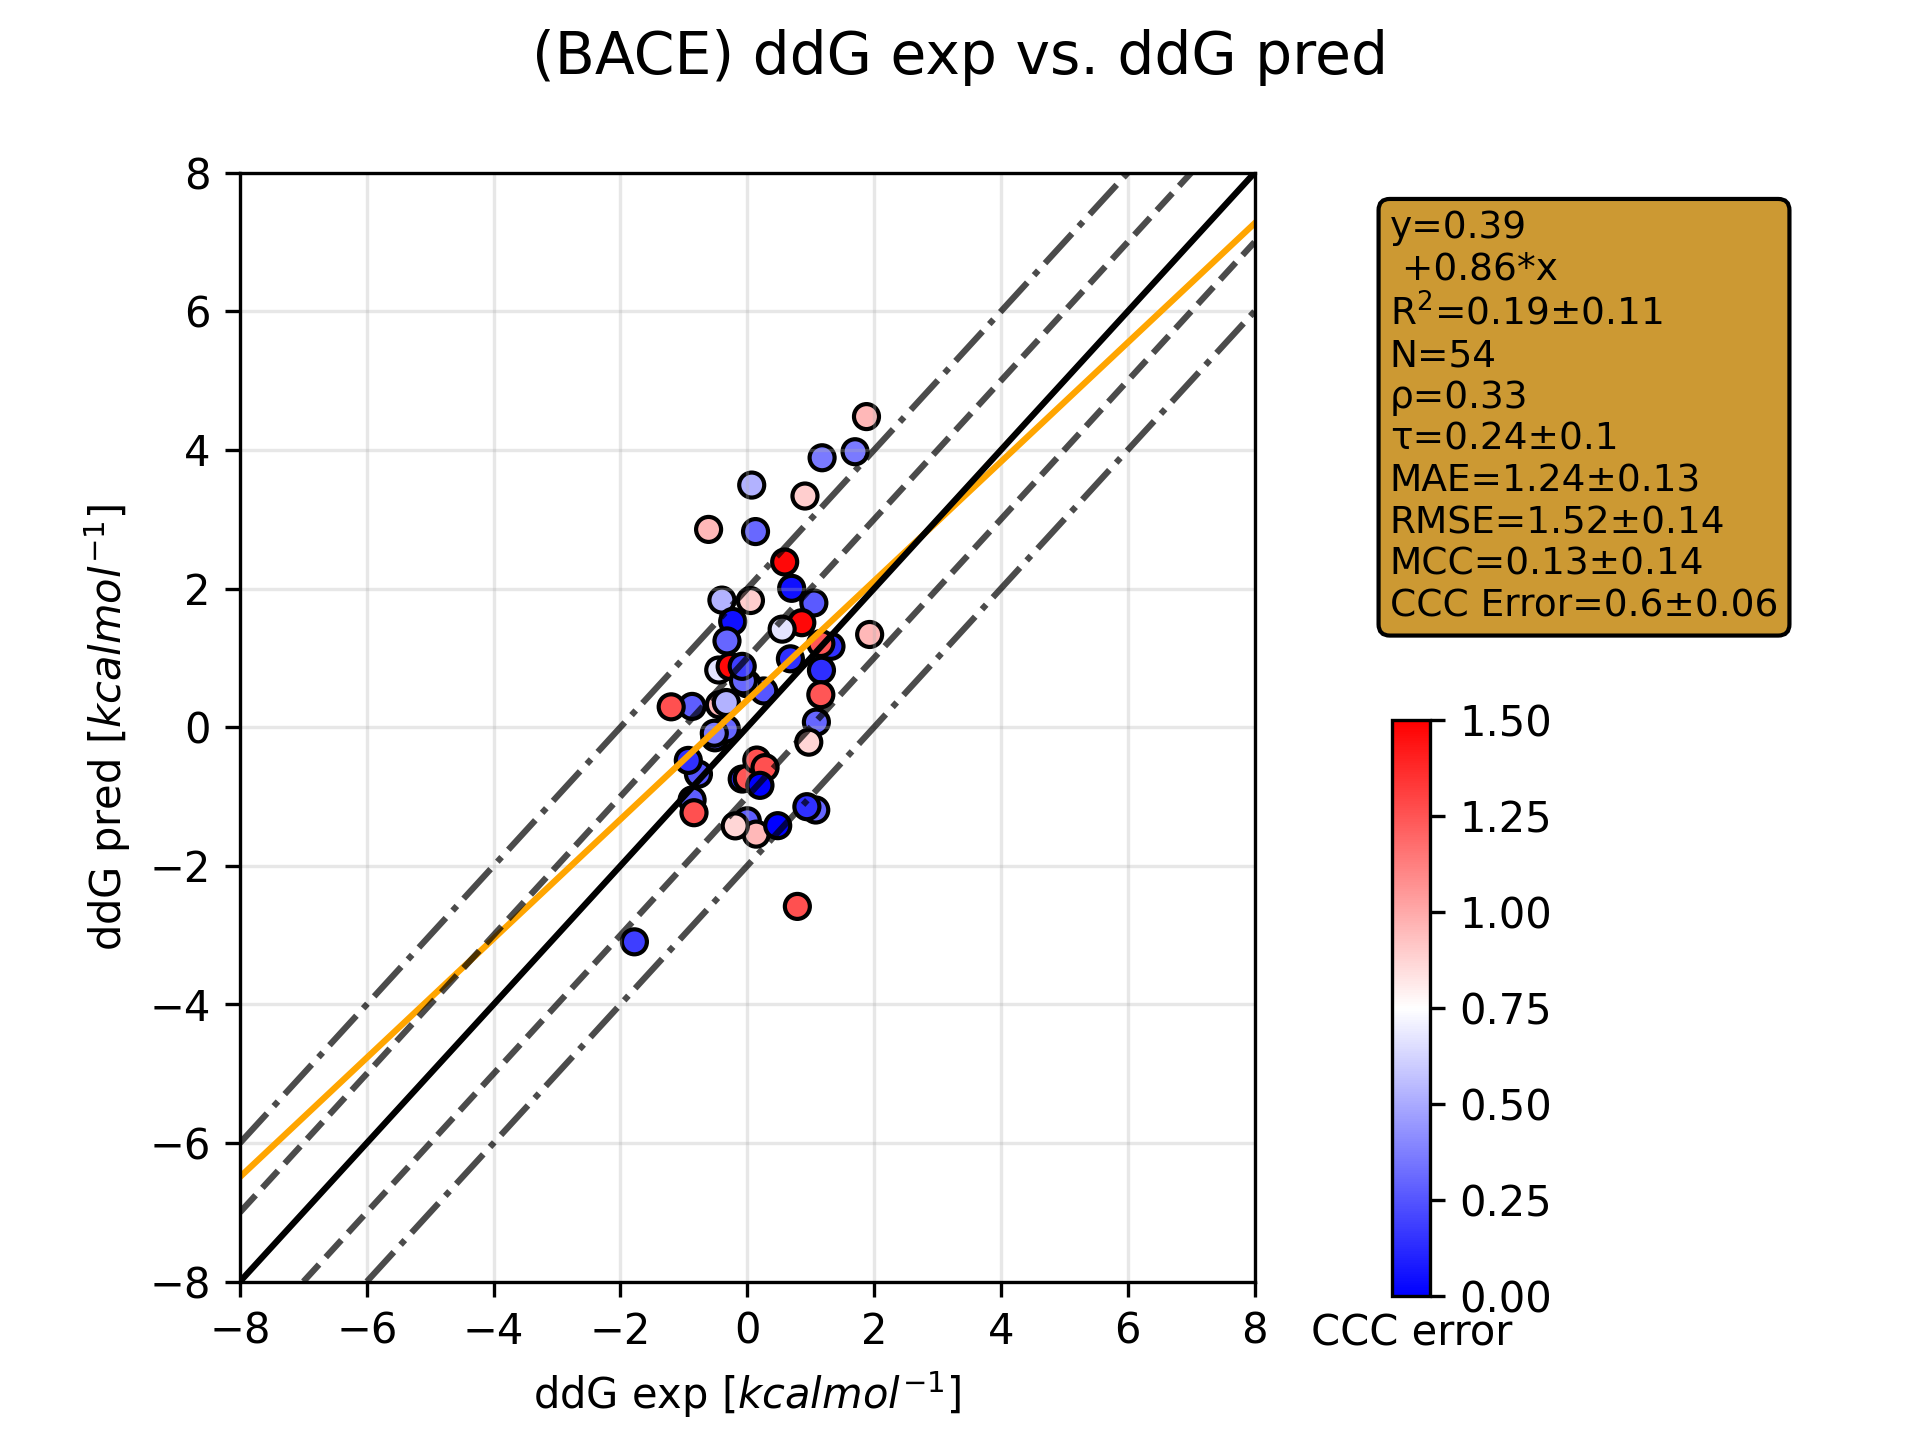 (BACE) ddG exp vs. ddG pred
8
6
4
2
0
−2
−4
−6
−8
ddG pred [kcalmol⁻¹]
−8 −6 −4 −2 0 2 4 6 8
ddG exp [kcalmol⁻¹]
y=0.39
+0.86*x
R²=0.19±0.11
N=54
ρ=0.33
τ=0.24±0.1
MAE=1.24±0.13
RMSE=1.52±0.14
MCC=0.13±0.14
CCC Error=0.6±0.06
1.50
1.25
1.00
0.75
0.50
0.25
0.00
CCC error